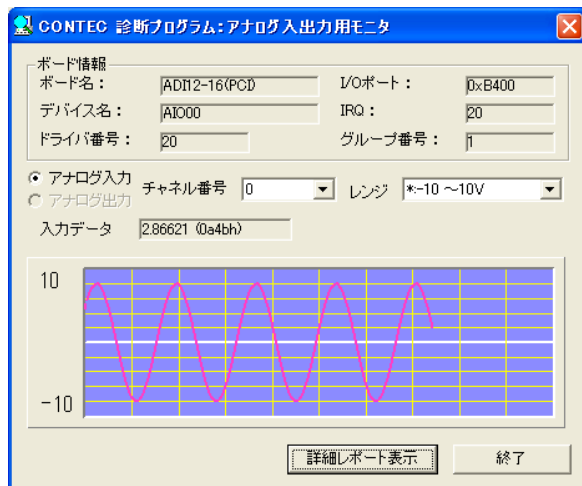 CONTEC 診断プログラム:アナログ入出力用モニタ
ボード情報
ボード名: ADI12-16(PCI) I/Oポート: 0xB400
デバイス名: AIO00 IRQ: 20
ドライバ番号: 20 グループ番号: 1
アナログ入力 チャネル番号 0 レンジ *:-10 ~10V
アナログ出力
入力データ 2.86621 (0a4bh)
10
-10
詳細レポート表示 終了